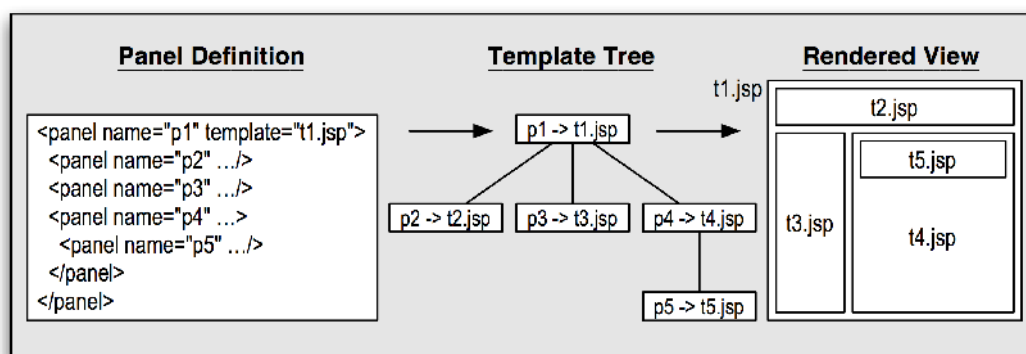 Panel Definition
Template Tree
Rendered View
<panel name="p1" template="t1.jsp">
<panel name="p2" .../>
<panel name="p3" .../>
<panel name="p4" ...>
<panel name="p5" .../>
</panel>
</panel>
p1 -> t1.jsp
p2 -> t2.jsp
p3 -> t3.jsp
p4 -> t4.jsp
p5 -> t5.jsp
t1.jsp
t2.jsp
t3.jsp
t5.jsp
t4.jsp